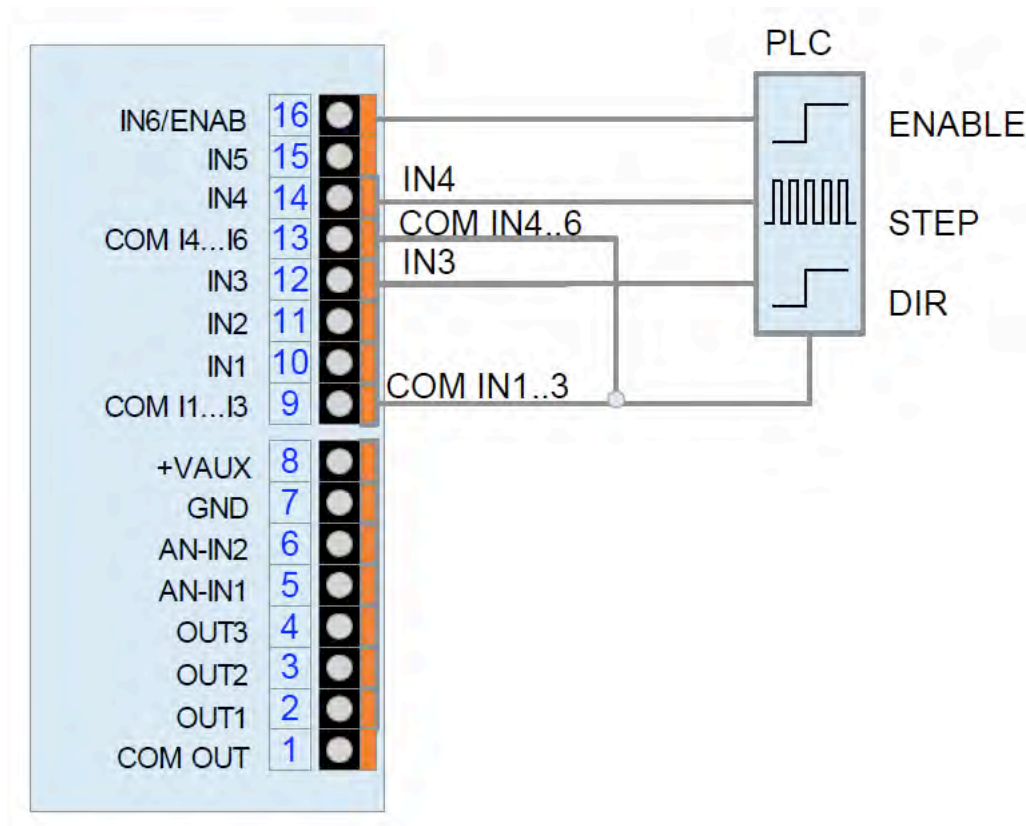 PLC
IN6/ENAB 16 ENABLE
IN5 15
IN4 14 IN4 STEP
COM I4...I6 13 COM IN4..6
IN3 12 IN3 DIR
IN2 11
IN1 10
COM I1...I3 9 COM IN1..3
+VAUX 8
GND 7
AN-IN2 6
AN-IN1 5
OUT3 4
OUT2 3
OUT1 2
COM OUT 1